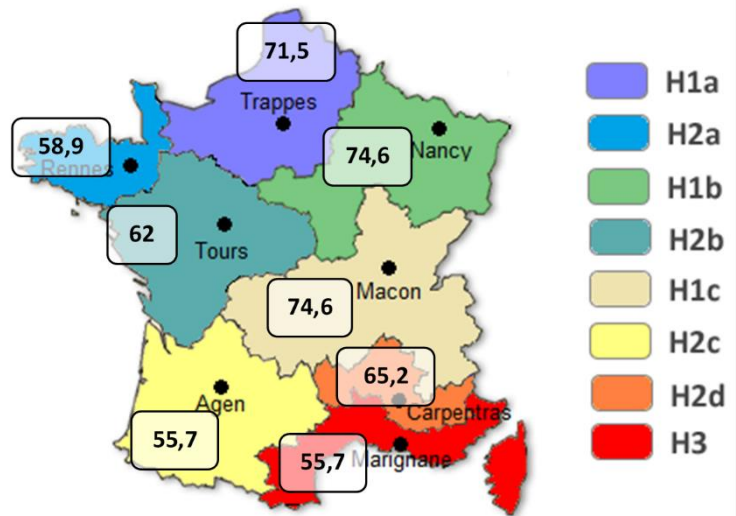 71,5
Trappes
58,9
Rennes
74,6
Nancy
62
Tours
74,6
Macon
65,2
Carpentras
Agen
55,7
55,7
Marignane
H1a
H2a
H1b
H2b
H1c
H2c
H2d
H3